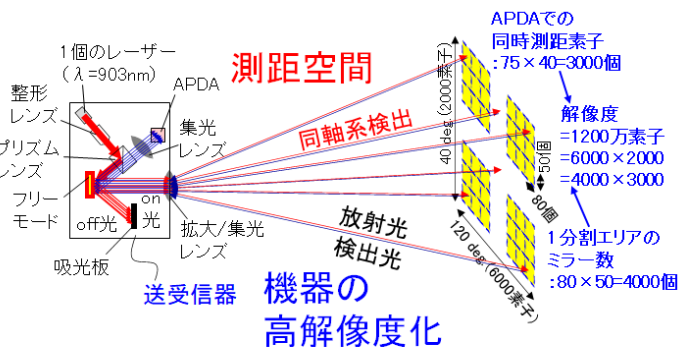 1個のレーザー
(λ=903nm)
整形
レンズ
プリズム
レンズ
フリー
モード
off光
on
光
吸光板
送受信器
APDA
集光
レンズ
拡大/集光
レンズ
測距空間
同軸系検出
放射光
検出光
機器の
高解像度化
40 deg.(2000素子)
120 deg.(6000素子)
50個
80個
APDAでの
同時測距素子
:75×40=3000個
解像度
=1200万素子
=6000×2000
=4000×3000
1分割エリアの
ミラー数
:80×50=4000個